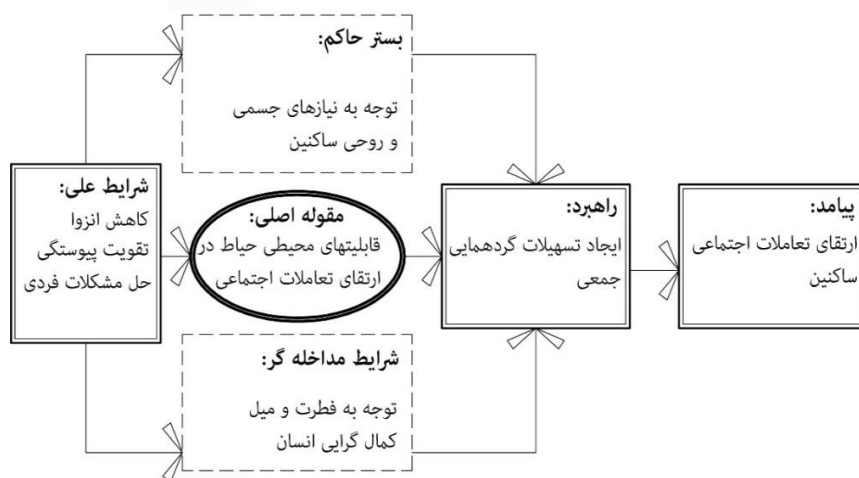 بستر حاکم:
توجه به نیازهای جسمی
و روحی ساکنین
شرایط علی:
کاهش انزوا
تقویت پیوستگی
حل مشکلات فردی
مقوله اصلی:
قابلیتهای محیطی حیاط در
ارتقای تعاملات اجتماعی
راهبرد:
ایجاد تسهیلات گردهمایی
جمعی
پیامد:
ارتقای تعاملات اجتماعی
ساکنین
شرایط مداخله گر:
توجه به فطرت و میل
کمال گرایی انسان